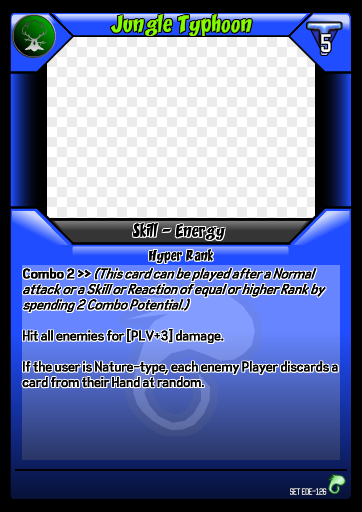 Jungle Typhoon
5
Skill - Energy
Hyper Rank
Combo 2 >> (This card can be played after a Normal
attack or a Skill or Reaction of equal or higher Rank by
spending 2 Combo Potential.)
Hit all enemies for [PLV+3] damage.
If the user is Nature-type, each enemy Player discards a
card from their Hand at random.
SET EOE-126